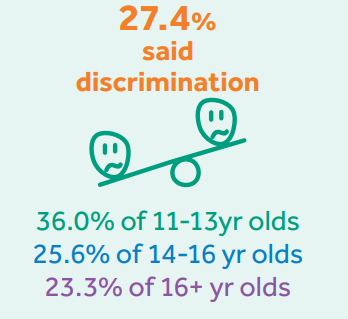 27.4%
said
discrimination
36.0% of 11-13yr olds
25.6% of 14-16 yr olds
23.3% of 16+ yr olds